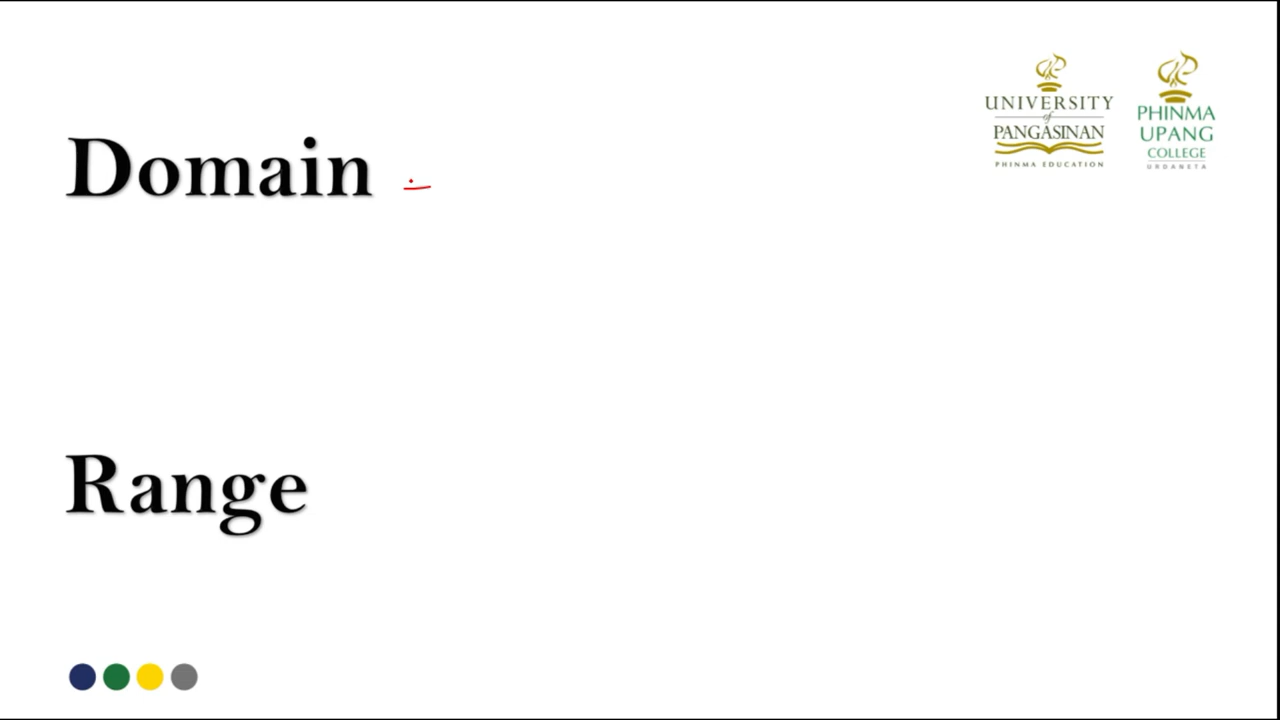 UNIVERSITY
of
PANGASINAN
PHINMA EDUCATION
PHINMA
UPANG
COLLEGE
URDANETA
Domain
Range